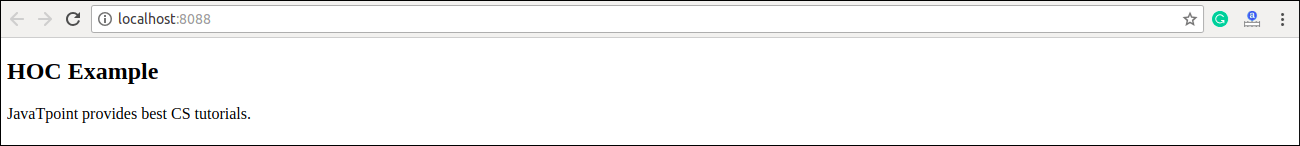 localhost:8088
HOC Example
JavaTpoint provides best CS tutorials.